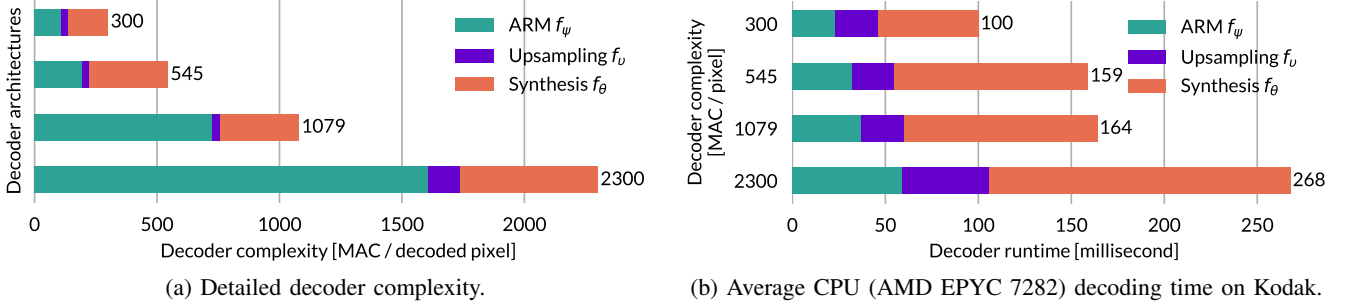 Decoder architectures
300
545
1079
2300
ARM fψ
Upsampling fυ
Synthesis fθ
0 500 1000 1500 2000
Decoder complexity [MAC / decoded pixel]
(a) Detailed decoder complexity.
Decoder complexity
[MAC / pixel]
300 100
545 159
1079 164
2300 268
ARM fψ
Upsampling fυ
Synthesis fθ
0 50 100 150 200 250
Decoder runtime [millisecond]
(b) Average CPU (AMD EPYC 7282) decoding time on Kodak.